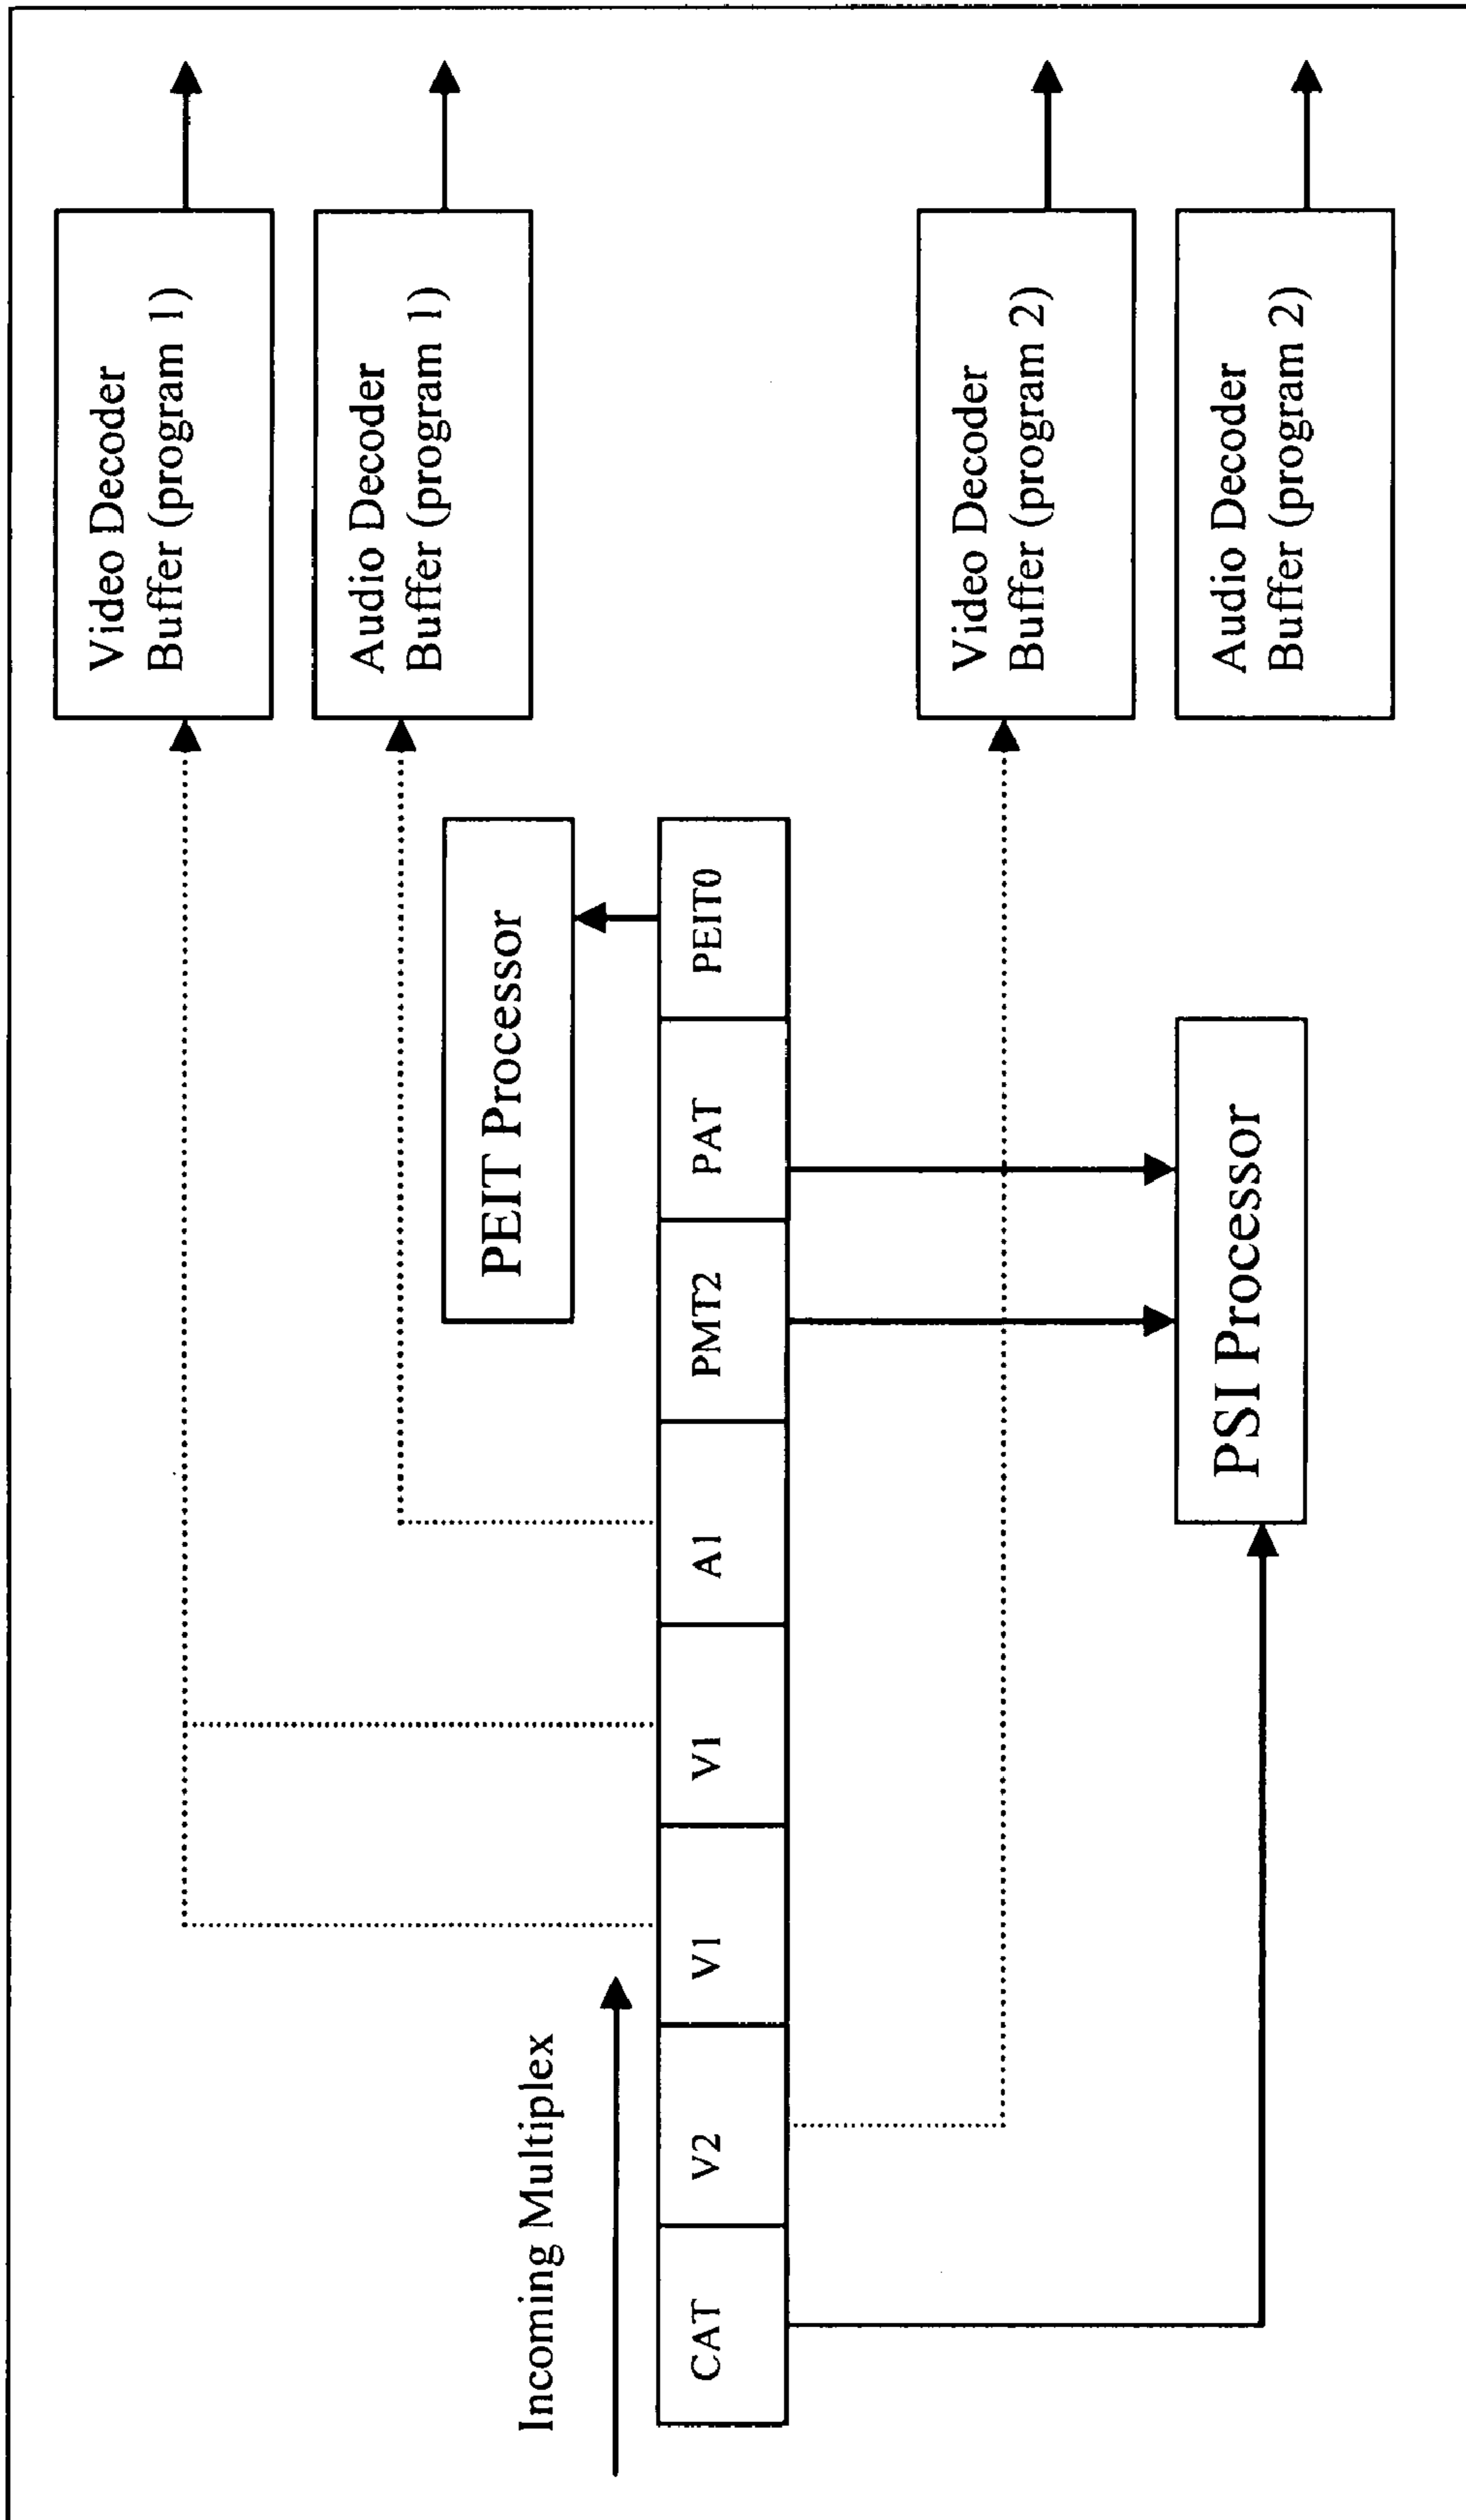 Video Decoder
Buffer (program 1)
Audio Decoder
Buffer (program 1)
PEIT Processor
Incoming Multiplex
CAT
V2
V1
V1
A1
PMT2
PAT
PEIT0
Video Decoder
Buffer (program 2)
PSI Processor
Audio Decoder
Buffer (program 2)